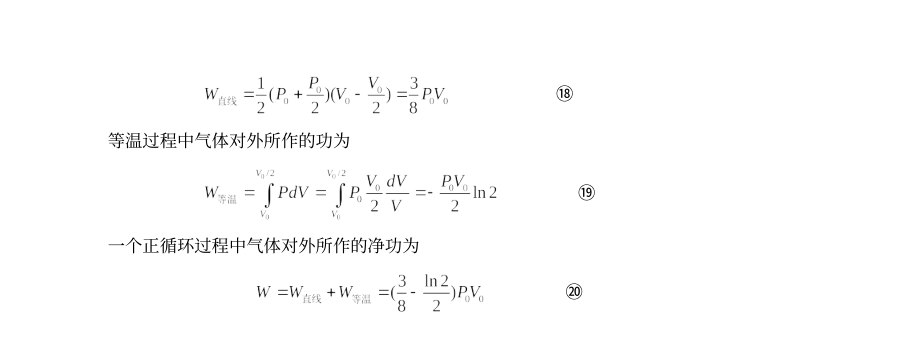 W直线 = 1/2 (P₀ + P₀/2)(V₀ - V₀/2) = 3/8 P₀V₀ ⑱
等温过程中气体对外所作的功为
W等温 = ∫_{V₀}^{V₀/2} PdV = ∫_{V₀}^{V₀/2} P₀ V₀/2 dV/V = - P₀V₀/2 ln 2 ⑲
一个正循环过程中气体对外所作的净功为
W = W直线 + W等温 = (3/8 - ln 2/2)P₀V₀ ⑳